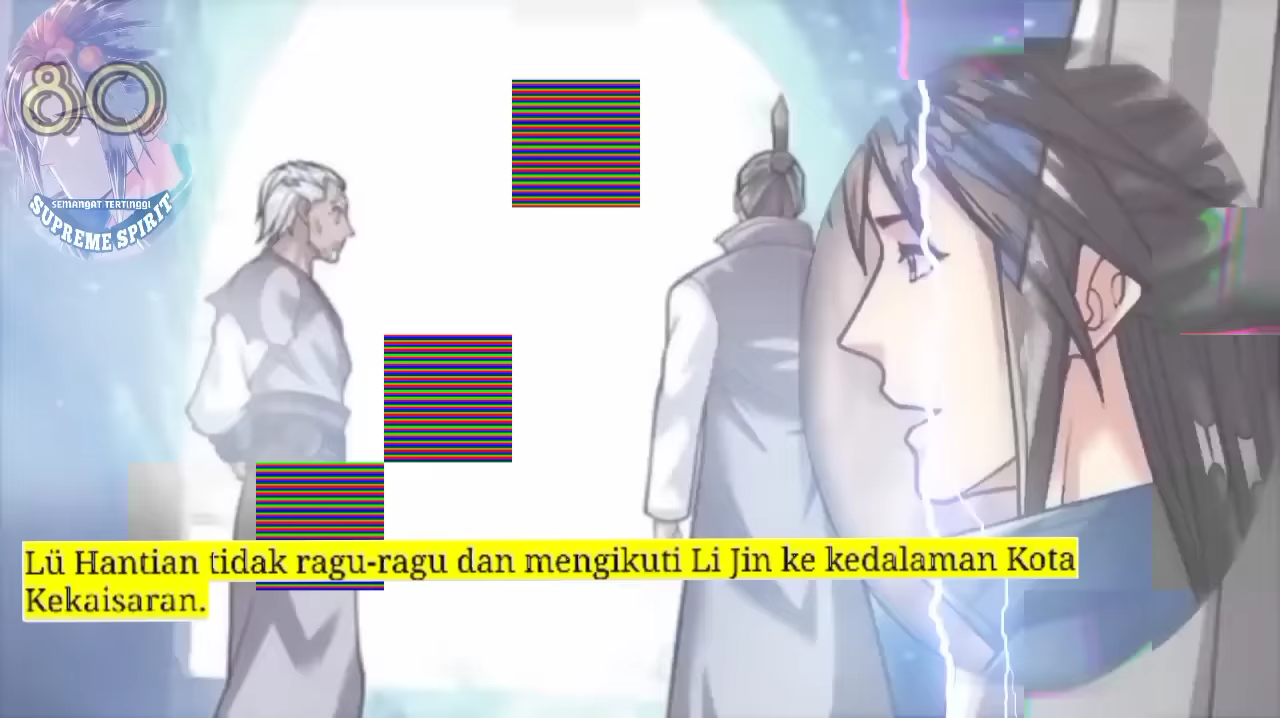 80
SEMANGAT TERTINGGI
SUPREME SPIRIT
Lü Hantian tidak ragu-ragu dan mengikuti Li Jin ke kedalaman Kota
Kekaisaran.